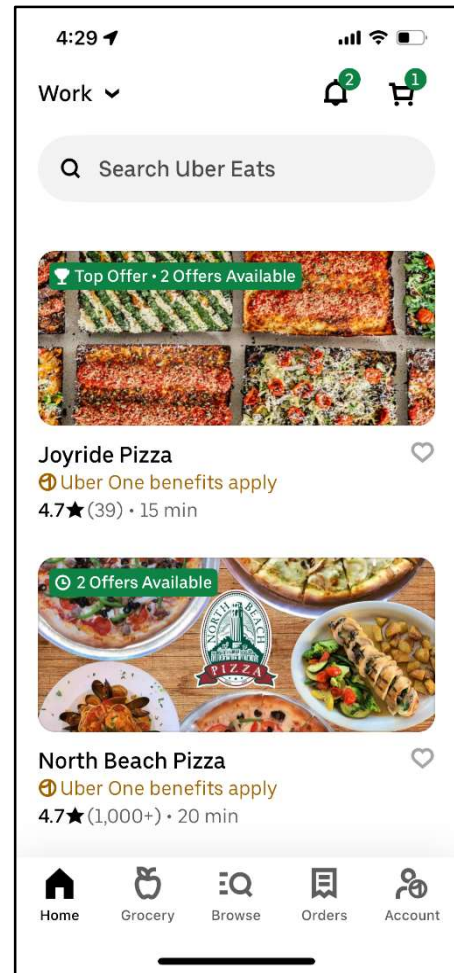 4:29
Work
2
1
Search Uber Eats
Top Offer • 2 Offers Available
Joyride Pizza
Uber One benefits apply
4.7★(39) • 15 min
2 Offers Available
NORTH BEACH
PIZZA
North Beach Pizza
Uber One benefits apply
4.7★(1,000+) • 20 min
Home Grocery Browse Orders Account